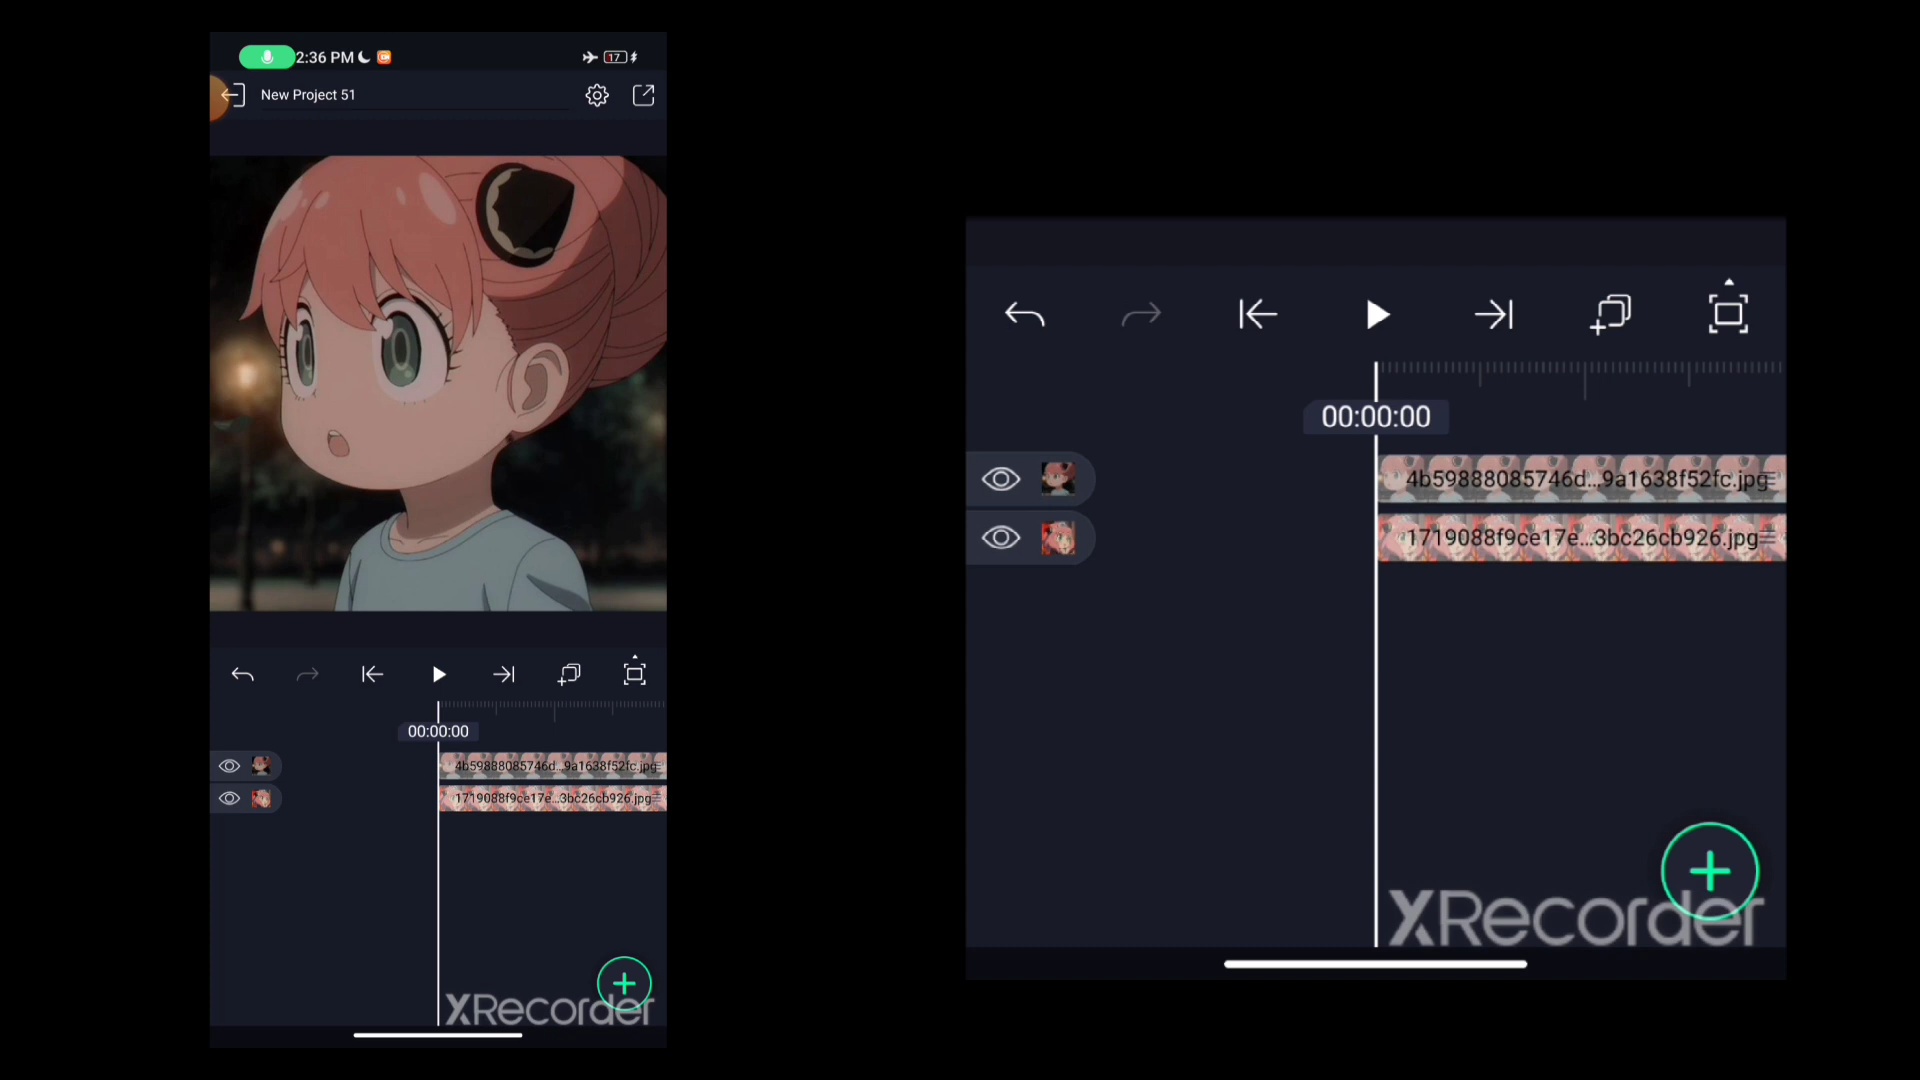 2:36 PM
17
New Project 51
00:00:00
4b59888085746d...9a1638f52fc.jpg
1719088f9ce17e...3bc26cb926.jpg
XRecorder
00:00:00
4b59888085746d...9a1638f52fc.jpg
1719088f9ce17e...3bc26cb926.jpg
XRecorder